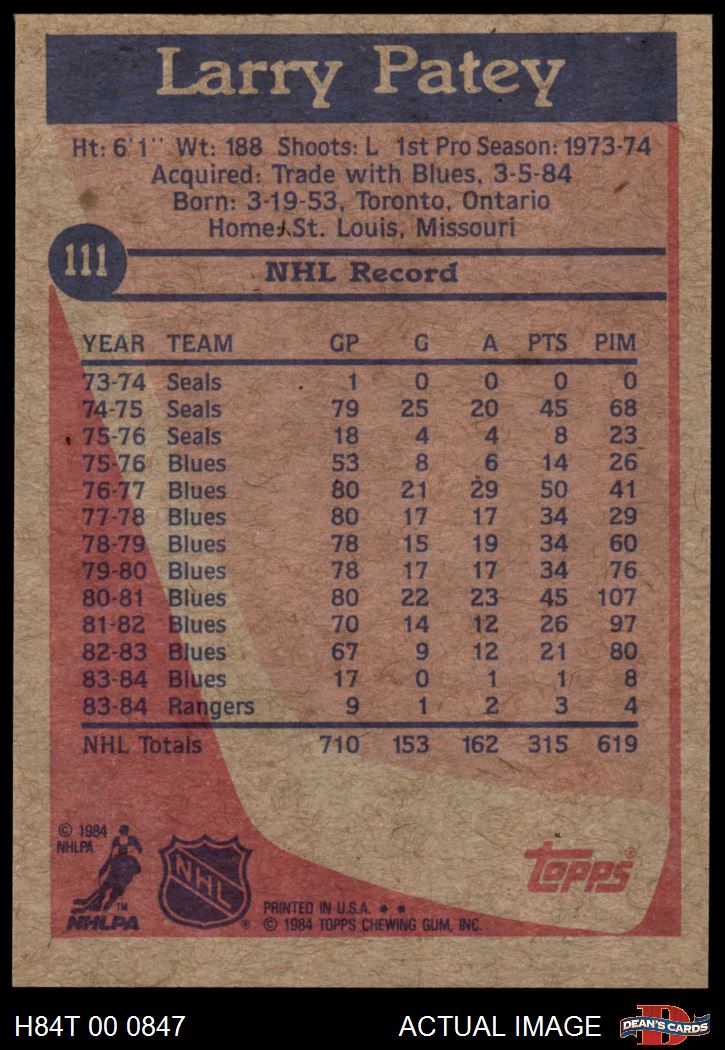 Larry Patey
Ht: 6'1" Wt: 188 Shoots: L 1st Pro Season: 1973-74
Acquired: Trade with Blues, 3-5-84
Born: 3-19-53, Toronto, Ontario
Home: St. Louis, Missouri
111
NHL Record
YEAR TEAM GP G A PTS PIM
73-74 Seals 1 0 0 0 0
74-75 Seals 79 25 20 45 68
75-76 Seals 18 4 4 8 23
75-76 Blues 53 8 6 14 26
76-77 Blues 80 21 29 50 41
77-78 Blues 80 17 17 34 29
78-79 Blues 78 15 19 34 60
79-80 Blues 78 17 17 34 76
80-81 Blues 80 22 23 45 107
81-82 Blues 70 14 12 26 97
82-83 Blues 67 9 12 21 80
83-84 Blues 17 0 1 1 8
83-84 Rangers 9 1 2 3 4
NHL Totals 710 153 162 315 619
© 1984
NHLPA
TM
NHLPA
NHL
®
topps®
PRINTED IN U.S.A. * *
© 1984 TOPPS CHEWING GUM, INC.
H84T 00 0847
ACTUAL IMAGE
D
DEAN'S CARDS